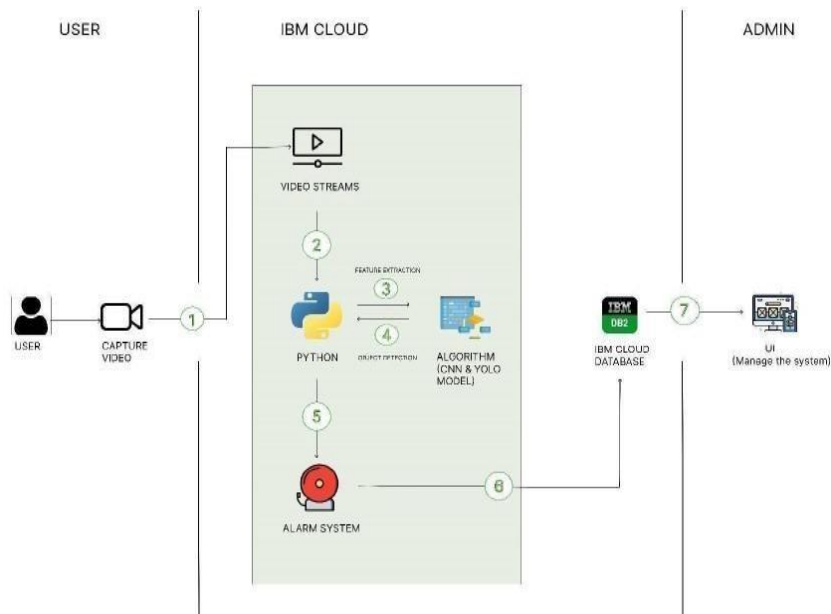 USER
IBM CLOUD
ADMIN
VIDEO STREAMS
2
FEATURE EXTRACTION
3
1
4
OBJECT DETECTION
USER
CAPTURE
VIDEO
PYTHON
ALGORITHM
(CNN & YOLO
MODEL)
IBM
DB2
7
IBM CLOUD
DATABASE
UI
(Manage the system)
5
6
ALARM SYSTEM